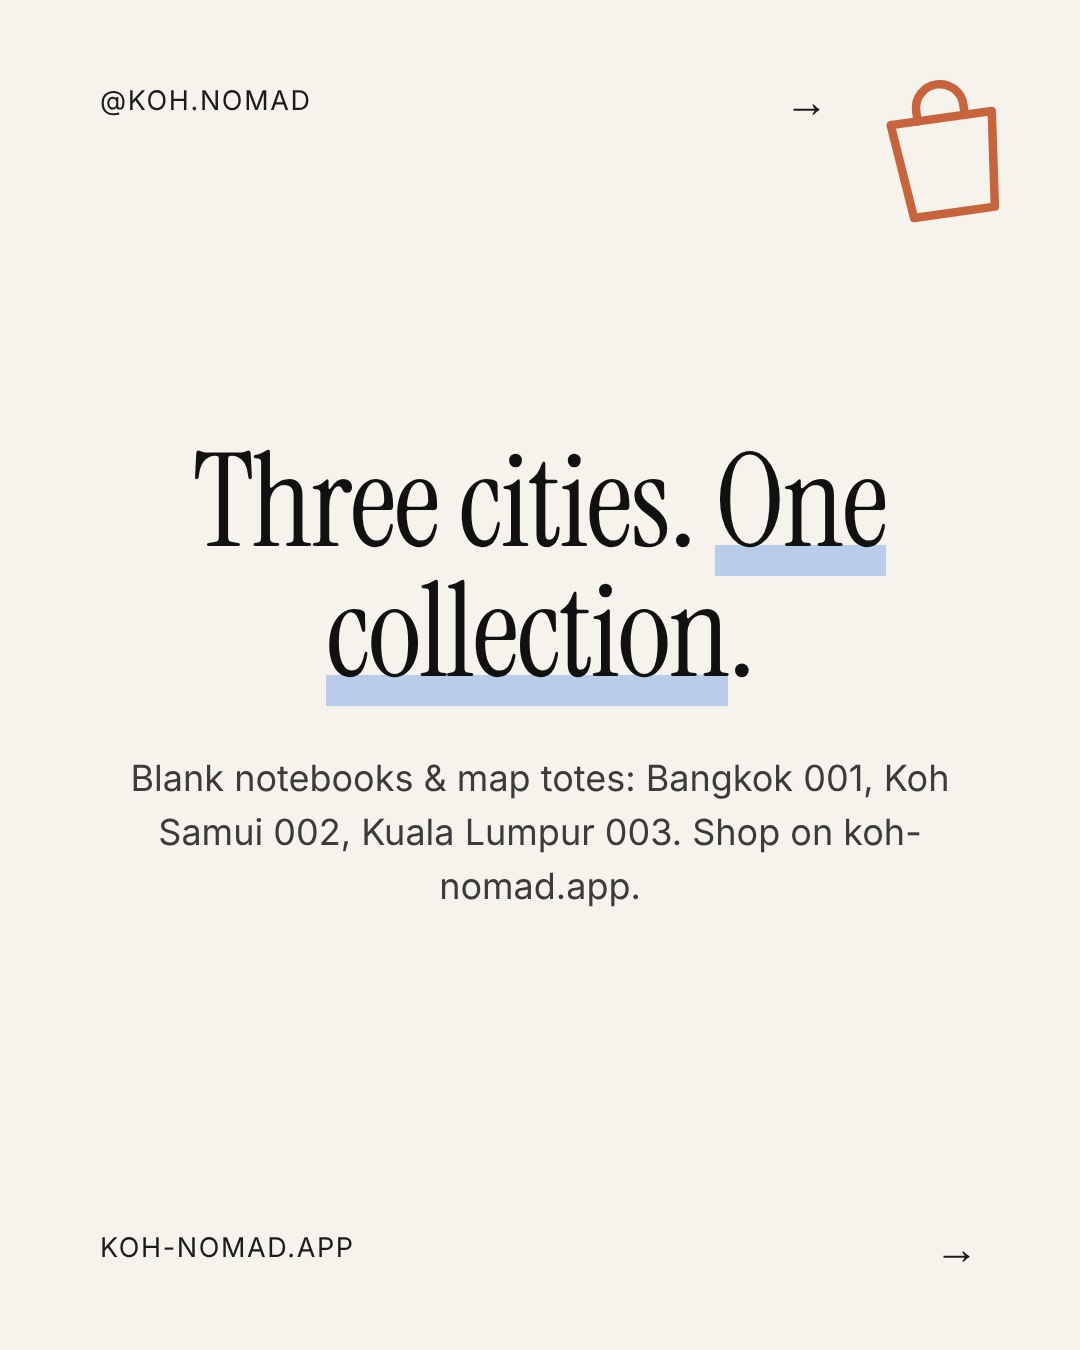 @KOH.NOMAD →
Three cities. One
collection.
Blank notebooks & map totes: Bangkok 001, Koh
Samui 002, Kuala Lumpur 003. Shop on koh-
nomad.app.
KOH-NOMAD.APP →